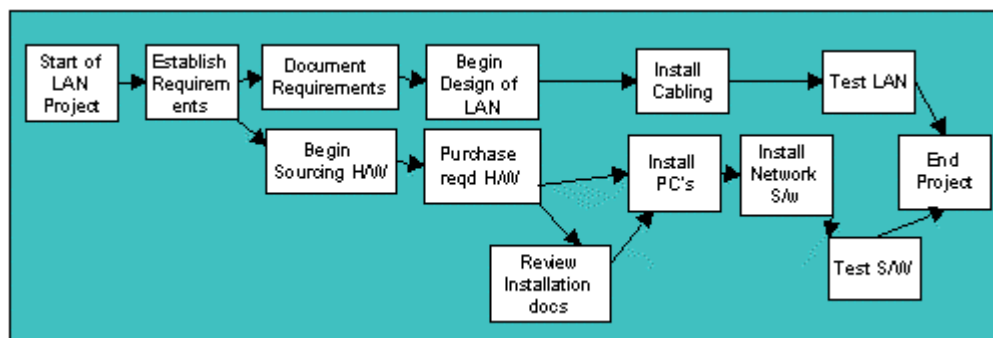 Start of
LAN
Project
Establish
Requirem
ents
Document
Requirements
Begin
Design of
LAN
Install
Cabling
Test LAN
Begin
Sourcing H/W
Purchase
reqd H/W
Install
PC's
Install
Network
S/w
End
Project
Review
Installation
docs
Test S/W